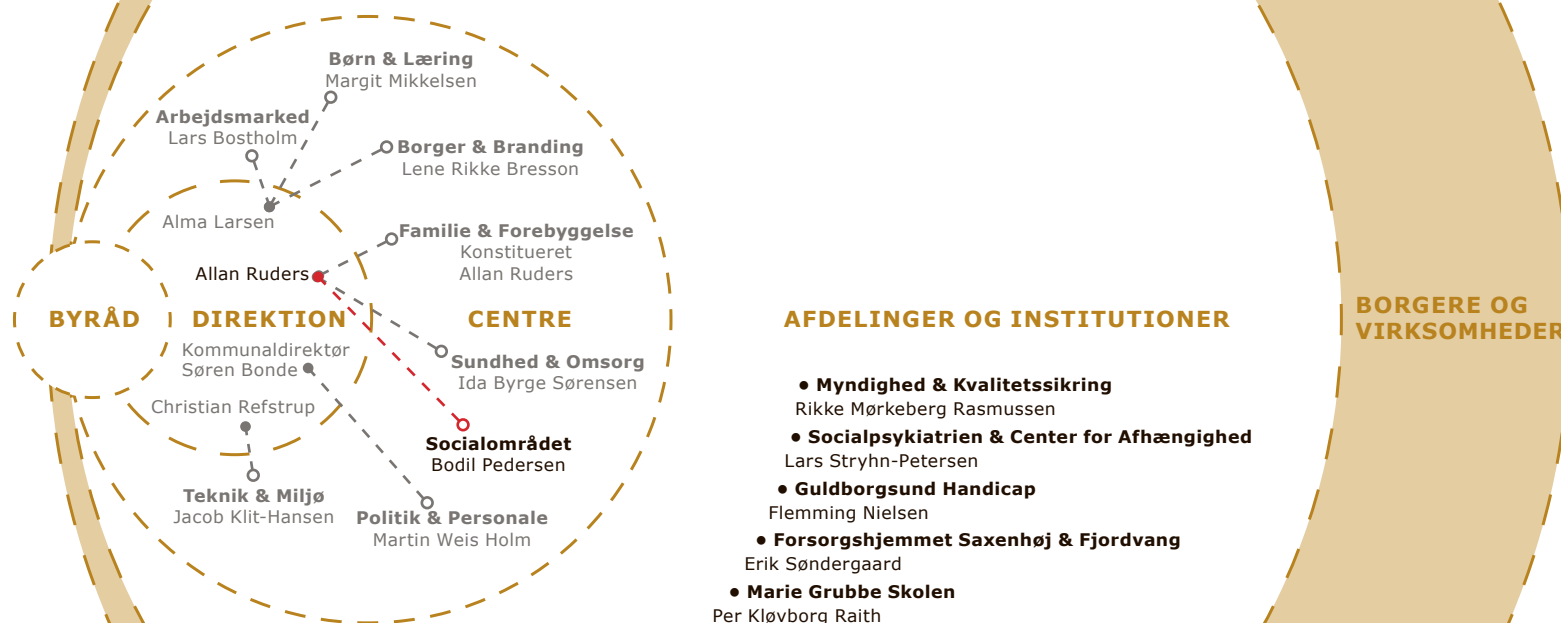 Børn & Læring
Margit Mikkelsen
Arbejdsmarked
Lars Bostholm
Borger & Branding
Lene Rikke Bresson
Alma Larsen
Familie & Forebyggelse
Konstitueret
Allan Ruders
Allan Ruders
BYRÅD
DIREKTION
CENTRE
AFDELINGER OG INSTITUTIONER
BORGERE OG
VIRKSOMHEDER
Kommunaldirektør
Søren Bonde
Sundhed & Omsorg
Ida Byrge Sørensen
Christian Refstrup
Socialområdet
Bodil Pedersen
Teknik & Miljø
Jacob Klit-Hansen
Politik & Personale
Martin Weis Holm
• Myndighed & Kvalitetssikring
Rikke Mørkeberg Rasmussen
• Socialpsykiatrien & Center for Afhængighed
Lars Stryhn-Petersen
• Guldborgsund Handicap
Flemming Nielsen
• Forsorgshjemmet Saxenhøj & Fjordvang
Erik Søndergaard
• Marie Grubbe Skolen
Per Kløvborg Raith